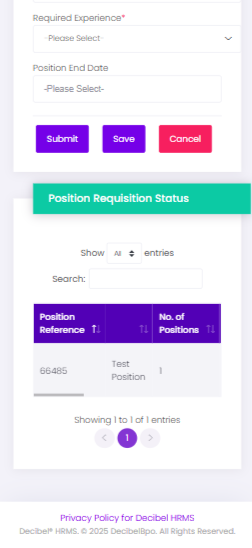 Required Experience*
-Please Select-
Position End Date
-Please Select-
Submit Save Cancel
Position Requisition Status
Show All entries
Search:
Position Reference No. of Positions
66485 Test Position 1
Showing 1 to 1 of 1 entries
1
Privacy Policy for Decibel HRMS
Decibel® HRMS. © 2025 DecibelBpo. All Rights Reserved.